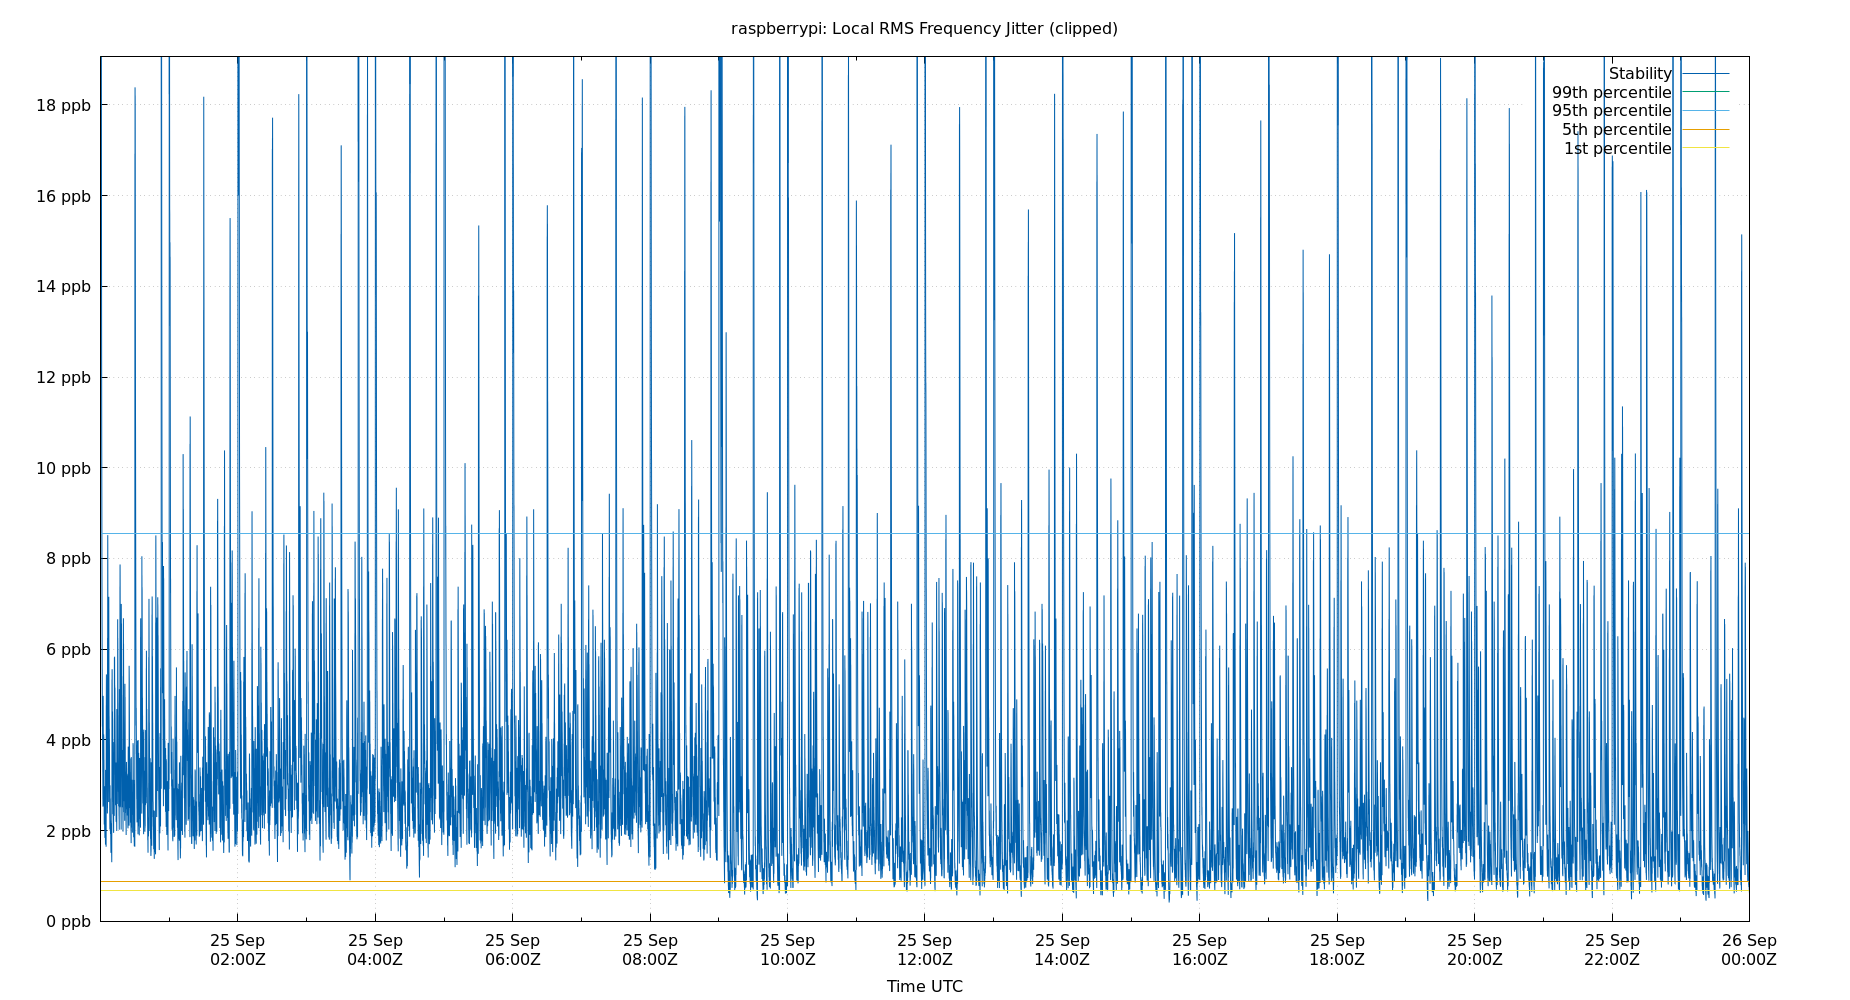 raspberrypi: Local RMS Frequency Jitter (clipped)
Stability
99th percentile
95th percentile
5th percentile
1st percentile
18 ppb
16 ppb
14 ppb
12 ppb
10 ppb
8 ppb
6 ppb
4 ppb
2 ppb
0 ppb
25 Sep 25 Sep 25 Sep 25 Sep 25 Sep 25 Sep 25 Sep 25 Sep 25 Sep 25 Sep 25 Sep 26 Sep
02:00Z 04:00Z 06:00Z 08:00Z 10:00Z 12:00Z 14:00Z 16:00Z 18:00Z 20:00Z 22:00Z 00:00Z
Time UTC